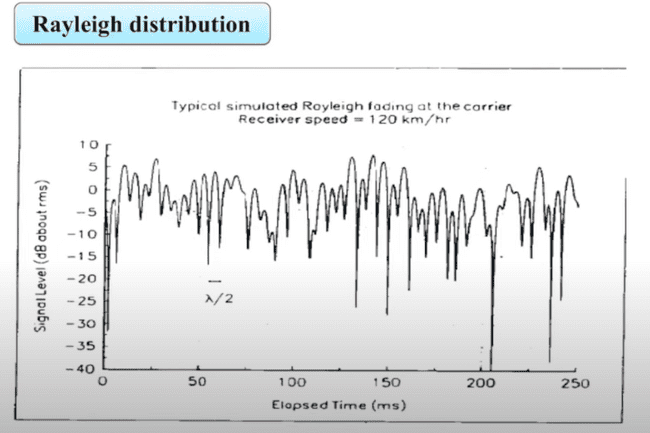 Rayleigh distribution
Typical simulated Rayleigh fading at the carrier
Receiver speed = 120 km/hr
Signal Level (dB about rms)
10
5
0
-5
-10
-15
-20
-25
-30
-35
-40
λ/2
0 50 100 150 200 250
Elapsed Time (ms)